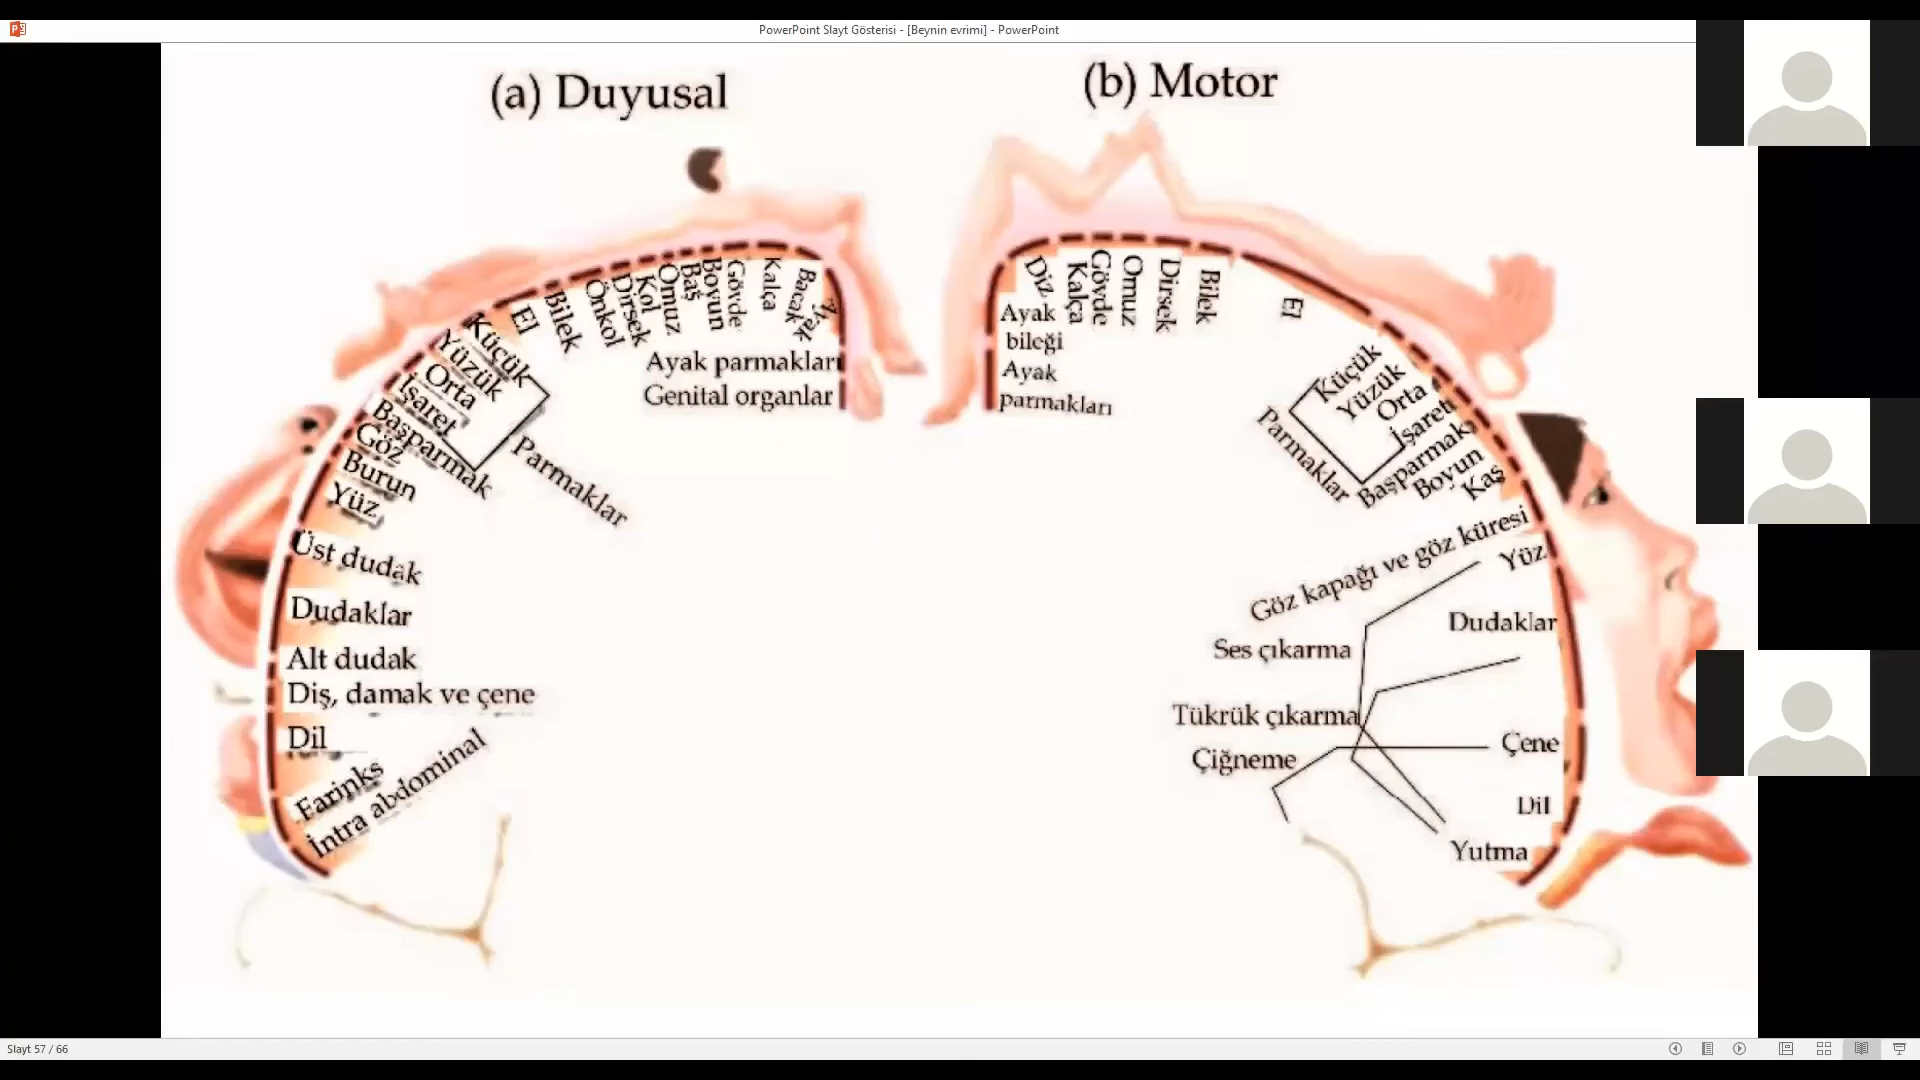 PowerPoint Slayt Gösterisi - [Beynin evrimi] - PowerPoint
(a) Duyusal
Ayak
Bacak
Kalça
Gövde
Boyun
Baş
Omuz
Kol
Dirsek
Önkol
Bilek
El
Küçük
Yüzük
Orta
İşaret
Başparmak
Parmaklar
Göz
Burun
Yüz
Ayak parmakları
Genital organlar
Üst dudak
Dudaklar
Alt dudak
Diş, damak ve çene
Dil
Farinks
İntra abdominal
(b) Motor
Diz
Kalça
Gövde
Omuz
Dirsek
Bilek
El
Ayak
bileği
Ayak
parmakları
Küçük
Yüzük
Orta
İşaret
Başparmak
Parmaklar
Boyun
Kaş
Göz kapağı ve göz küresi
Yüz
Dudaklar
Ses çıkarma
Tükrük çıkarma
Çiğneme
Çene
Dil
Yutma
Slayt 57 / 66